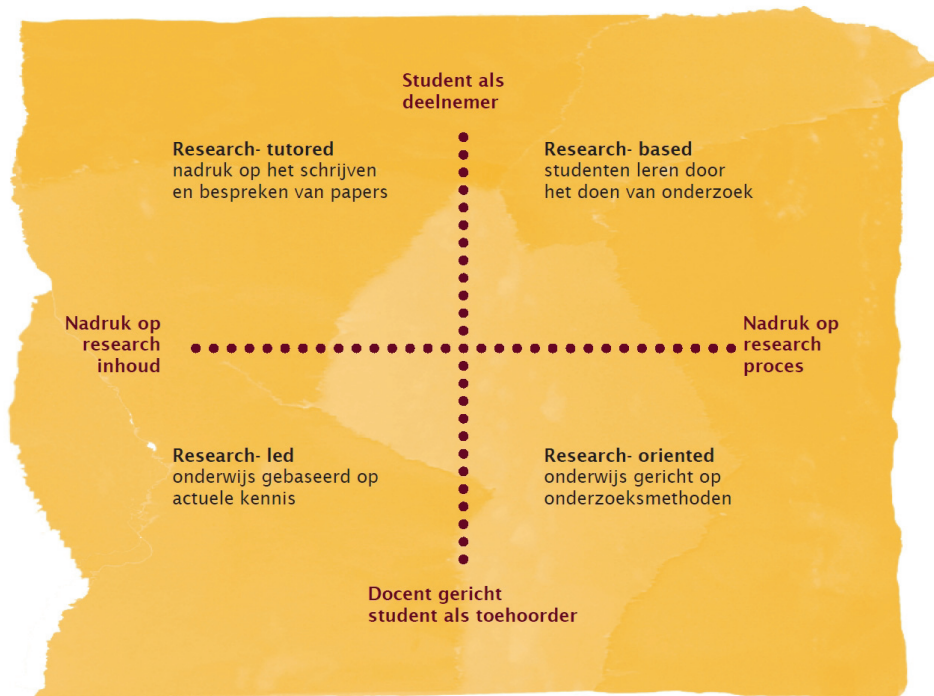 Student als
deelnemer
Research- tutored
nadruk op het schrijven
en bespreken van papers
Research- based
studenten leren door
het doen van onderzoek
Nadruk op
research
inhoud
Nadruk op
research
proces
Research- led
onderwijs gebaseerd op
actuele kennis
Research- oriented
onderwijs gericht op
onderzoeksmethoden
Docent gericht
student als toehoorder